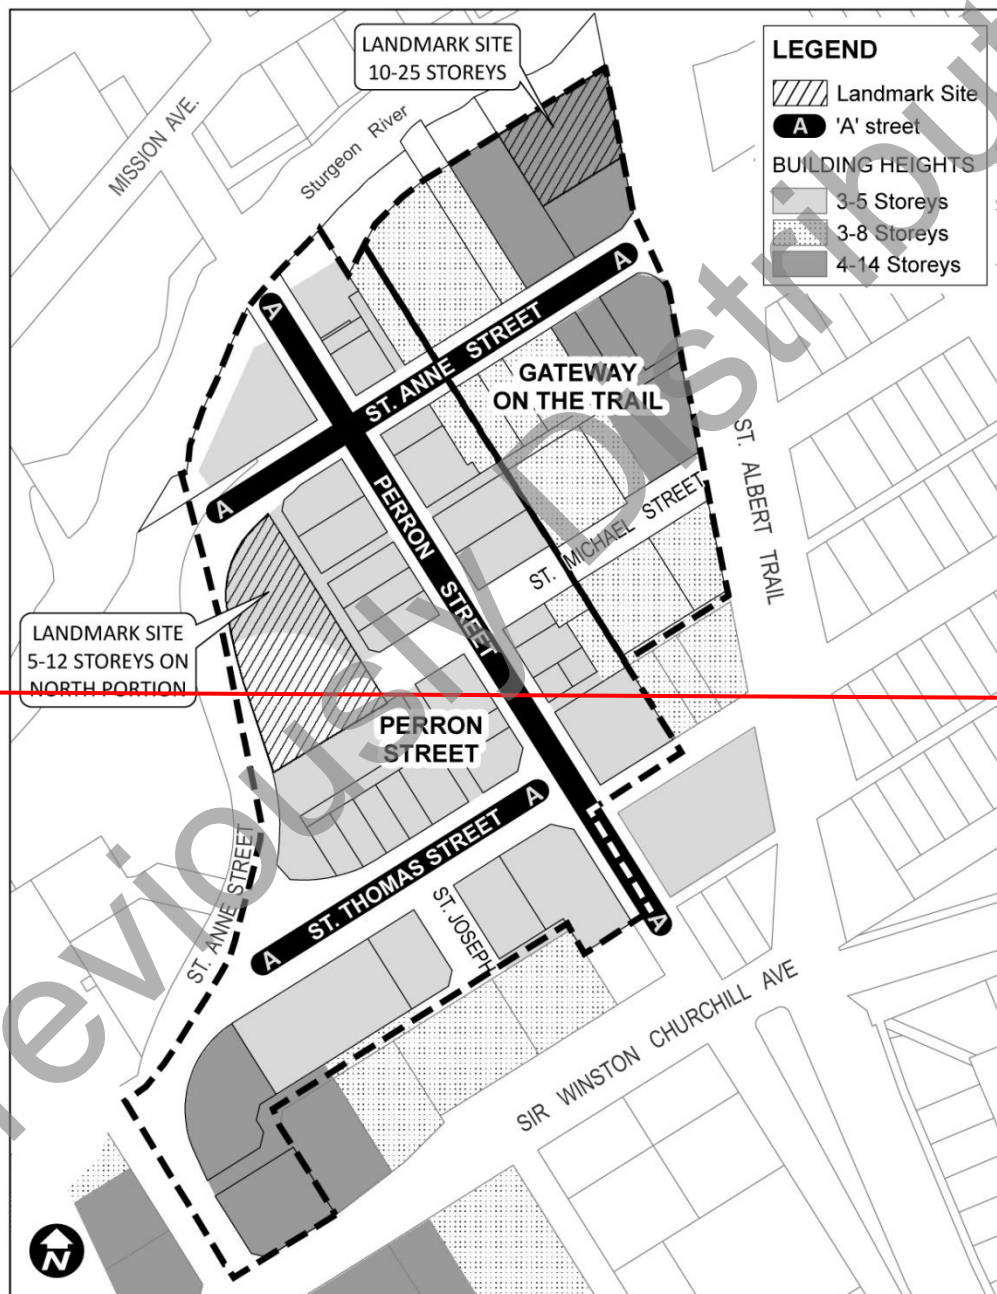 LANDMARK SITE
10-25 STOREYS
LEGEND
Landmark Site
A 'A' street
BUILDING HEIGHTS
3-5 Storeys
3-8 Storeys
4-14 Storeys
MISSION AVE.
Sturgeon River
A
A
ST. ANNE STREET
A
GATEWAY
ON THE TRAIL
ST. ALBERT TRAIL
PERRON STREET
ST. MICHAEL STREET
LANDMARK SITE
5-12 STOREYS ON
NORTH PORTION
PERRON
STREET
A
ST. THOMAS STREET
A
ST. ANNE STREET
ST. JOSEPH
A
SIR WINSTON CHURCHILL AVE
N
eviously Distribut